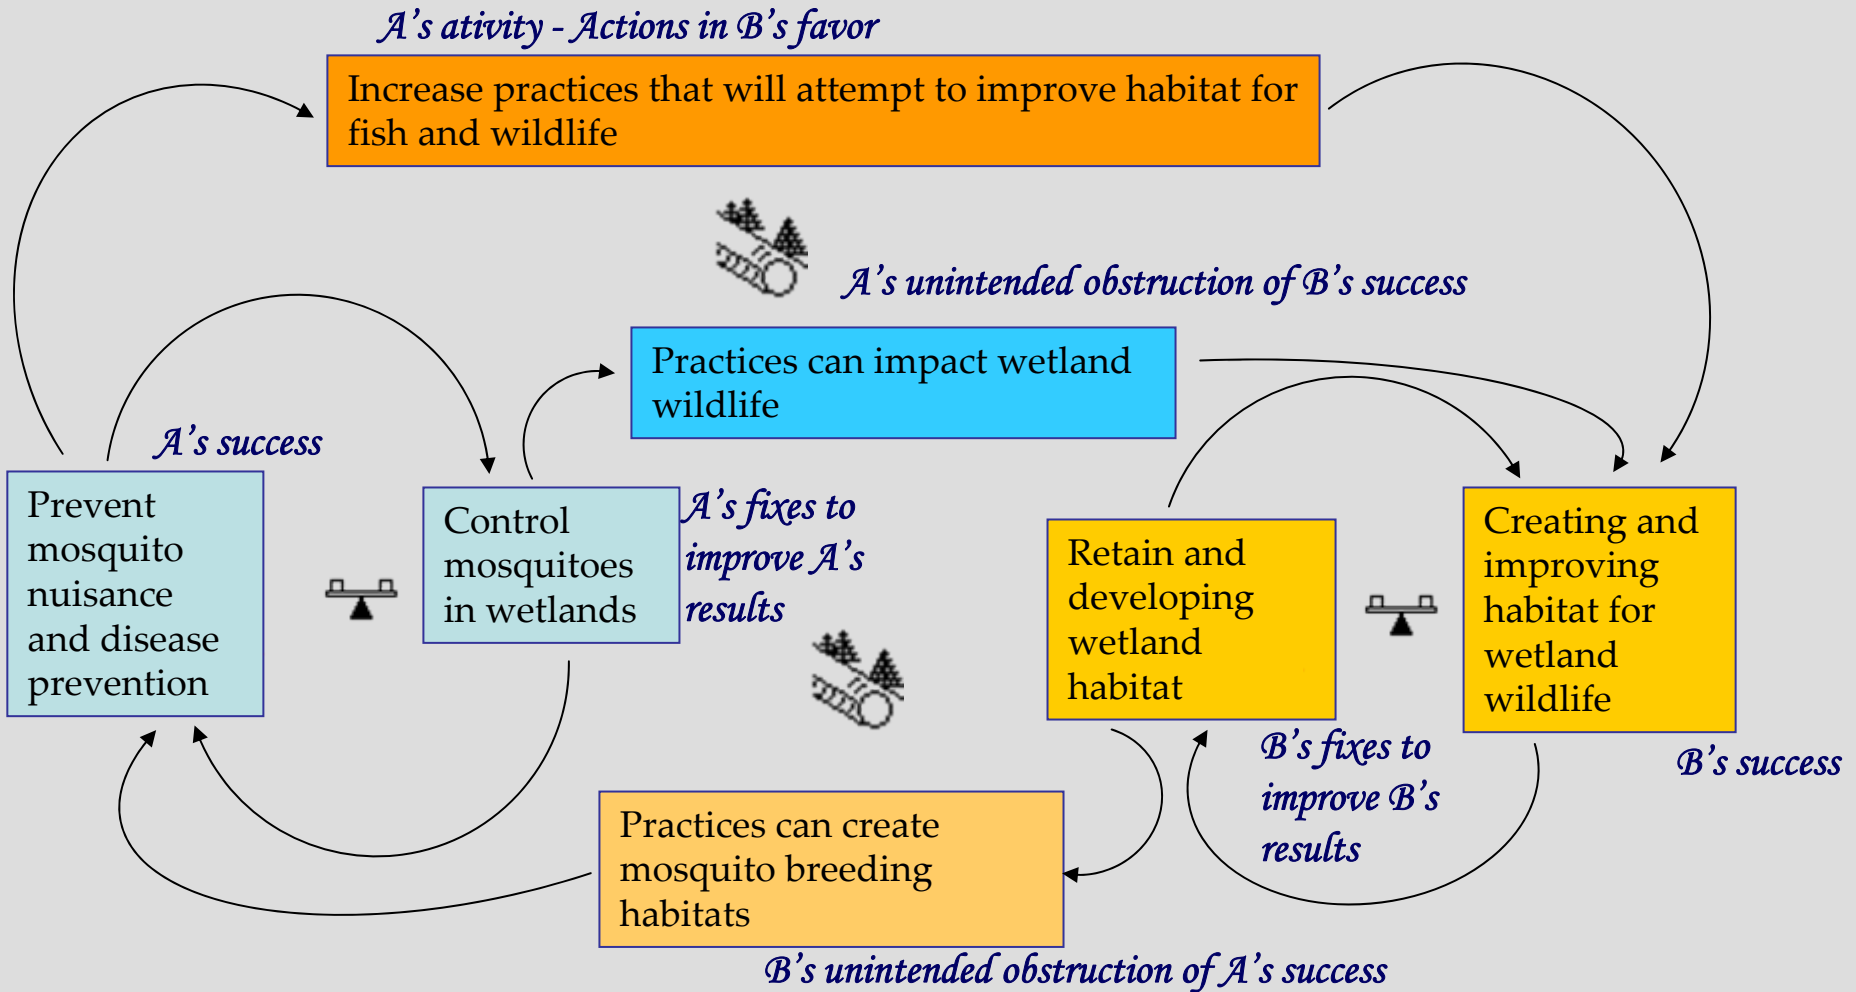 A's ativity - Actions in B's favor
Increase practices that will attempt to improve habitat for
fish and wildlife
A's unintended obstruction of B's success
Practices can impact wetland
wildlife
A's success
Prevent
mosquito
nuisance
and disease
prevention
Control
mosquitoes
in wetlands
A's fixes to
improve A's
results
Retain and
developing
wetland
habitat
Creating and
improving
habitat for
wetland
wildlife
B's fixes to
improve B's
results
B's success
Practices can create
mosquito breeding
habitats
B's unintended obstruction of A's success